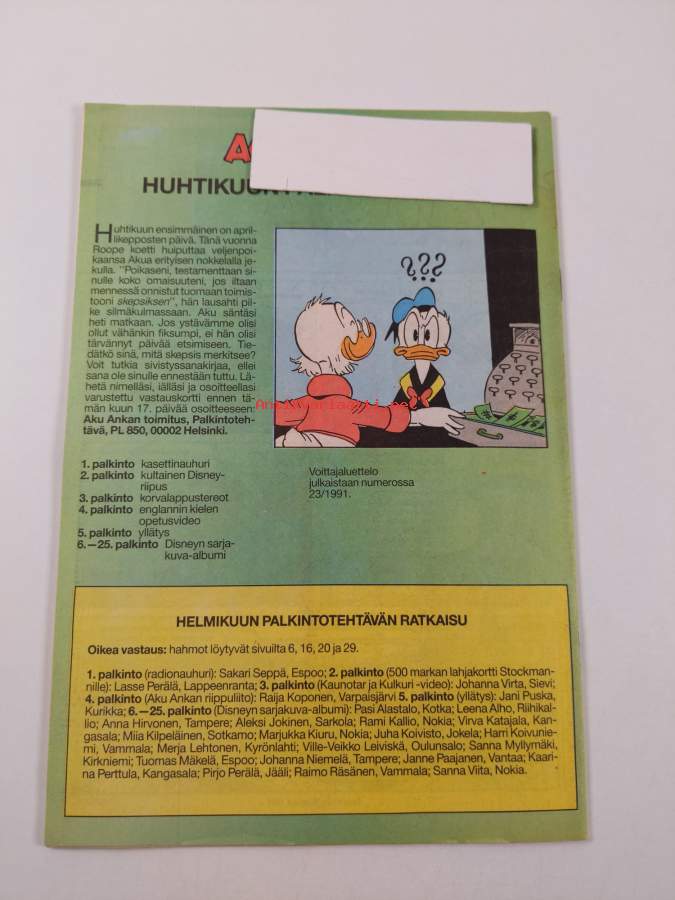 HUHTIKUUN
Huhtikuun ensimmäinen on april-
likepposten päivä. Tänä vuonna
Roope koetti huiputtaa veljenpoi-
kaansa Akua erityisen nokkelalla je-
kulla. "Poikaseni, testamenttaan si-
nulle koko omaisuuteni, jos iltaan
mennessä onnistut tuomaan toimis-
tooni skepsiksen", hän lausahti pil-
ke silmäkulmassaan. Aku säntäsi
heti matkaan. Jos ystävämme olisi
ollut vähänkin fiksumpi, ei hän olisi
tärvännyt päivää etsimiseen. Tie-
dätkö sinä, mitä skepsis merkitsee?
Voit tutkia sivistyssanakirjaa, ellei
sana ole sinulle ennestään tuttu. Lä-
hetä nimelläsi, iälläsi ja osoitteellasi
varustettu vastauskortti ennen tä-
män kuun 17. päivää osoitteeseen
Aku Ankan toimitus, Palkintoteh-
tävä, PL 850, 00002 Helsinki.
???
1. palkinto kasettinauhuri
2. palkinto kultainen Disney-
riipus
3. palkinto korvalappustereot
4. palkinto englannin kielen
opetusvideo
5. palkinto yllätys
6.—25. palkinto Disneyn sarja-
kuva-albumi
Voittajaluettelo
julkaistaan numerossa
23/1991.
HELMIKUUN PALKINTOTEHTÄVÄN RATKAISU
Oikea vastaus: hahmot löytyvät sivuilta 6, 16, 20 ja 29.
1. palkinto (radionauhuri): Sakari Seppä, Espoo; 2. palkinto (500 markan lahjakortti Stockman-
nille): Lasse Perälä, Lappeenranta; 3. palkinto (Kaunotar ja Kulkuri -video): Johanna Virta, Sievi;
4. palkinto (Aku Ankan riippuliito): Raija Koponen, Varpaisjärvi 5. palkinto (yllätys): Jani Puska,
Kurikka; 6.—25. palkinto (Disneyn sarjakuva-albumi): Pasi Alastalo, Kotka; Leena Alho, Riihikal-
lio; Anna Hirvonen, Tampere; Aleksi Jokinen, Sarkola; Rami Kallio, Nokia; Virva Katajala, Kan-
gasala; Miia Kilpeläinen, Sotkamo; Marjukka Kiuru, Nokia; Juha Koivisto, Jokela; Harri Koivunie-
mi, Vammala; Merja Lehtonen, Kyrönlahti; Ville-Veikko Leiviskä, Oulunsalo; Sanna Myllymäki,
Kirkniemi; Tuomas Mäkelä, Espoo; Johanna Niemelä, Tampere; Janne Paajanen, Vantaa; Kaari-
na Perttula, Kangasala; Pirjo Perälä, Jääli; Raimo Räsänen, Vammala; Sanna Viita, Nokia.